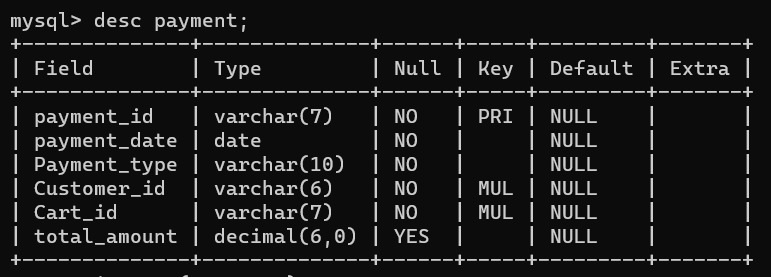 mysql> desc payment;
+--------------+--------------+------+-----+---------+-------+
| Field        | Type         | Null | Key | Default | Extra |
+--------------+--------------+------+-----+---------+-------+
| payment_id   | varchar(7)   | NO   | PRI | NULL    |       |
| payment_date | date         | NO   |     | NULL    |       |
| Payment_type | varchar(10)  | NO   |     | NULL    |       |
| Customer_id  | varchar(6)   | NO   | MUL | NULL    |       |
| Cart_id      | varchar(7)   | NO   | MUL | NULL    |       |
| total_amount | decimal(6,0) | YES  |     | NULL    |       |
+--------------+--------------+------+-----+---------+-------+